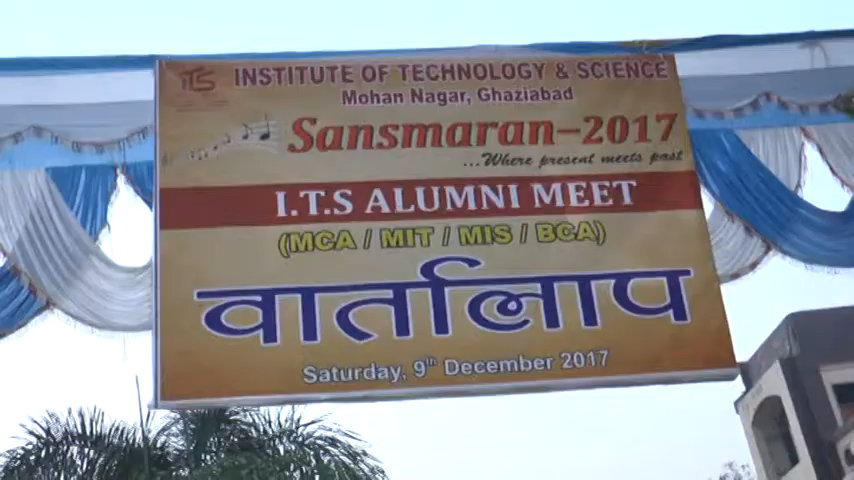 iTS
INSTITUTE OF TECHNOLOGY & SCIENCE
Mohan Nagar, Ghaziabad
Sansmaran-2017
...Where present meets past
I.T.S ALUMNI MEET
(MCA / MIT / MIS / BCA)
वार्तालाप
Saturday, 9th December 2017